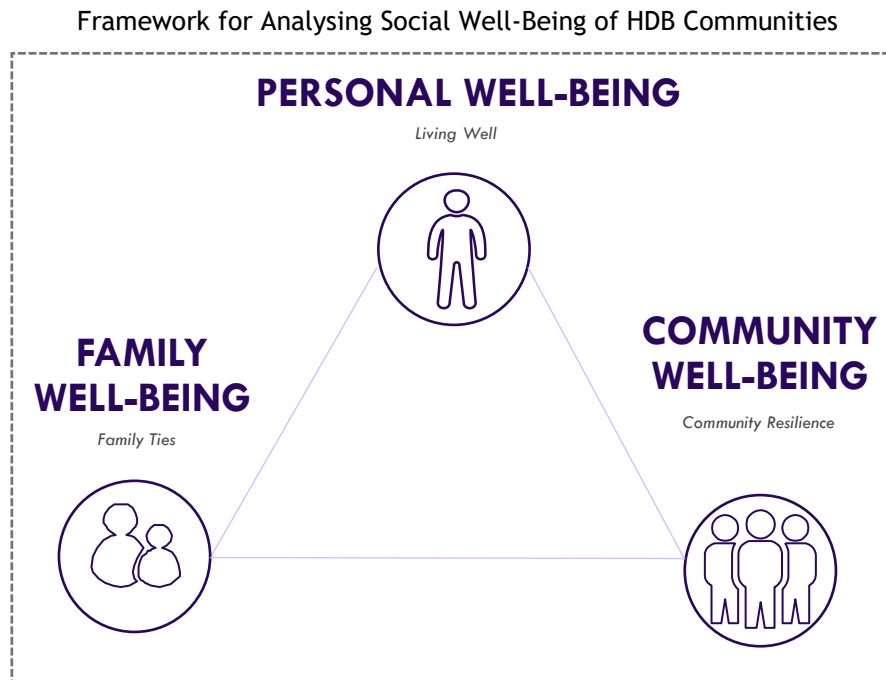 Framework for Analysing Social Well-Being of HDB Communities
PERSONAL WELL-BEING
Living Well
FAMILY
WELL-BEING
Family Ties
COMMUNITY
WELL-BEING
Community Resilience